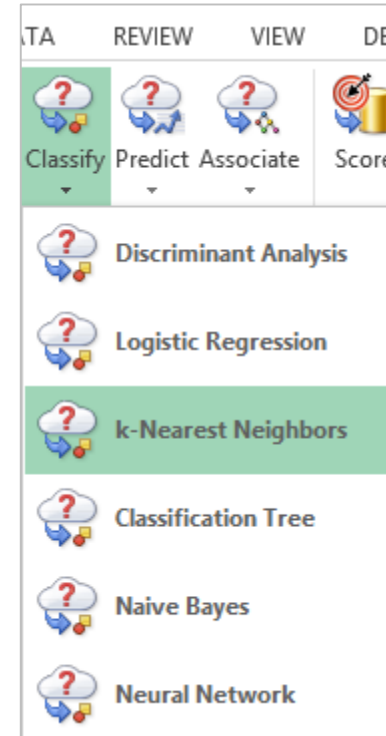 TA REVIEW VIEW DE
Classify Predict Associate Score
Discriminant Analysis
Logistic Regression
k-Nearest Neighbors
Classification Tree
Naive Bayes
Neural Network